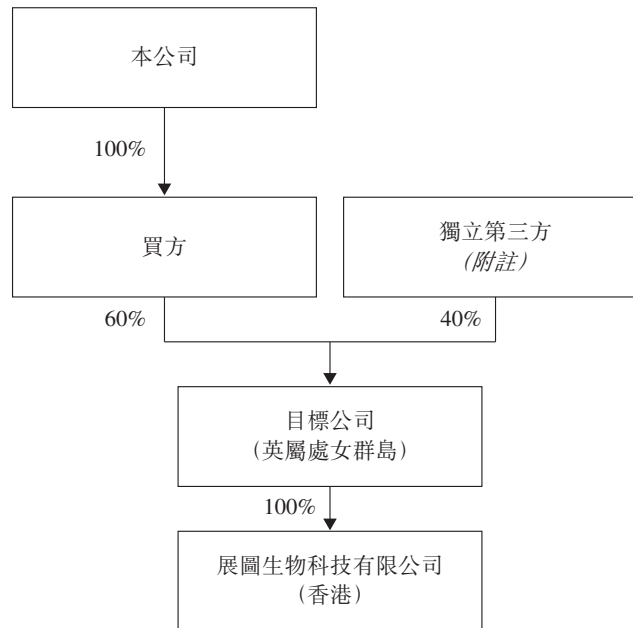 本公司
100%
買方
獨立第三方
(附註)
60%
40%
目標公司
(英屬處女群島)
100%
展圖生物科技有限公司
(香港)